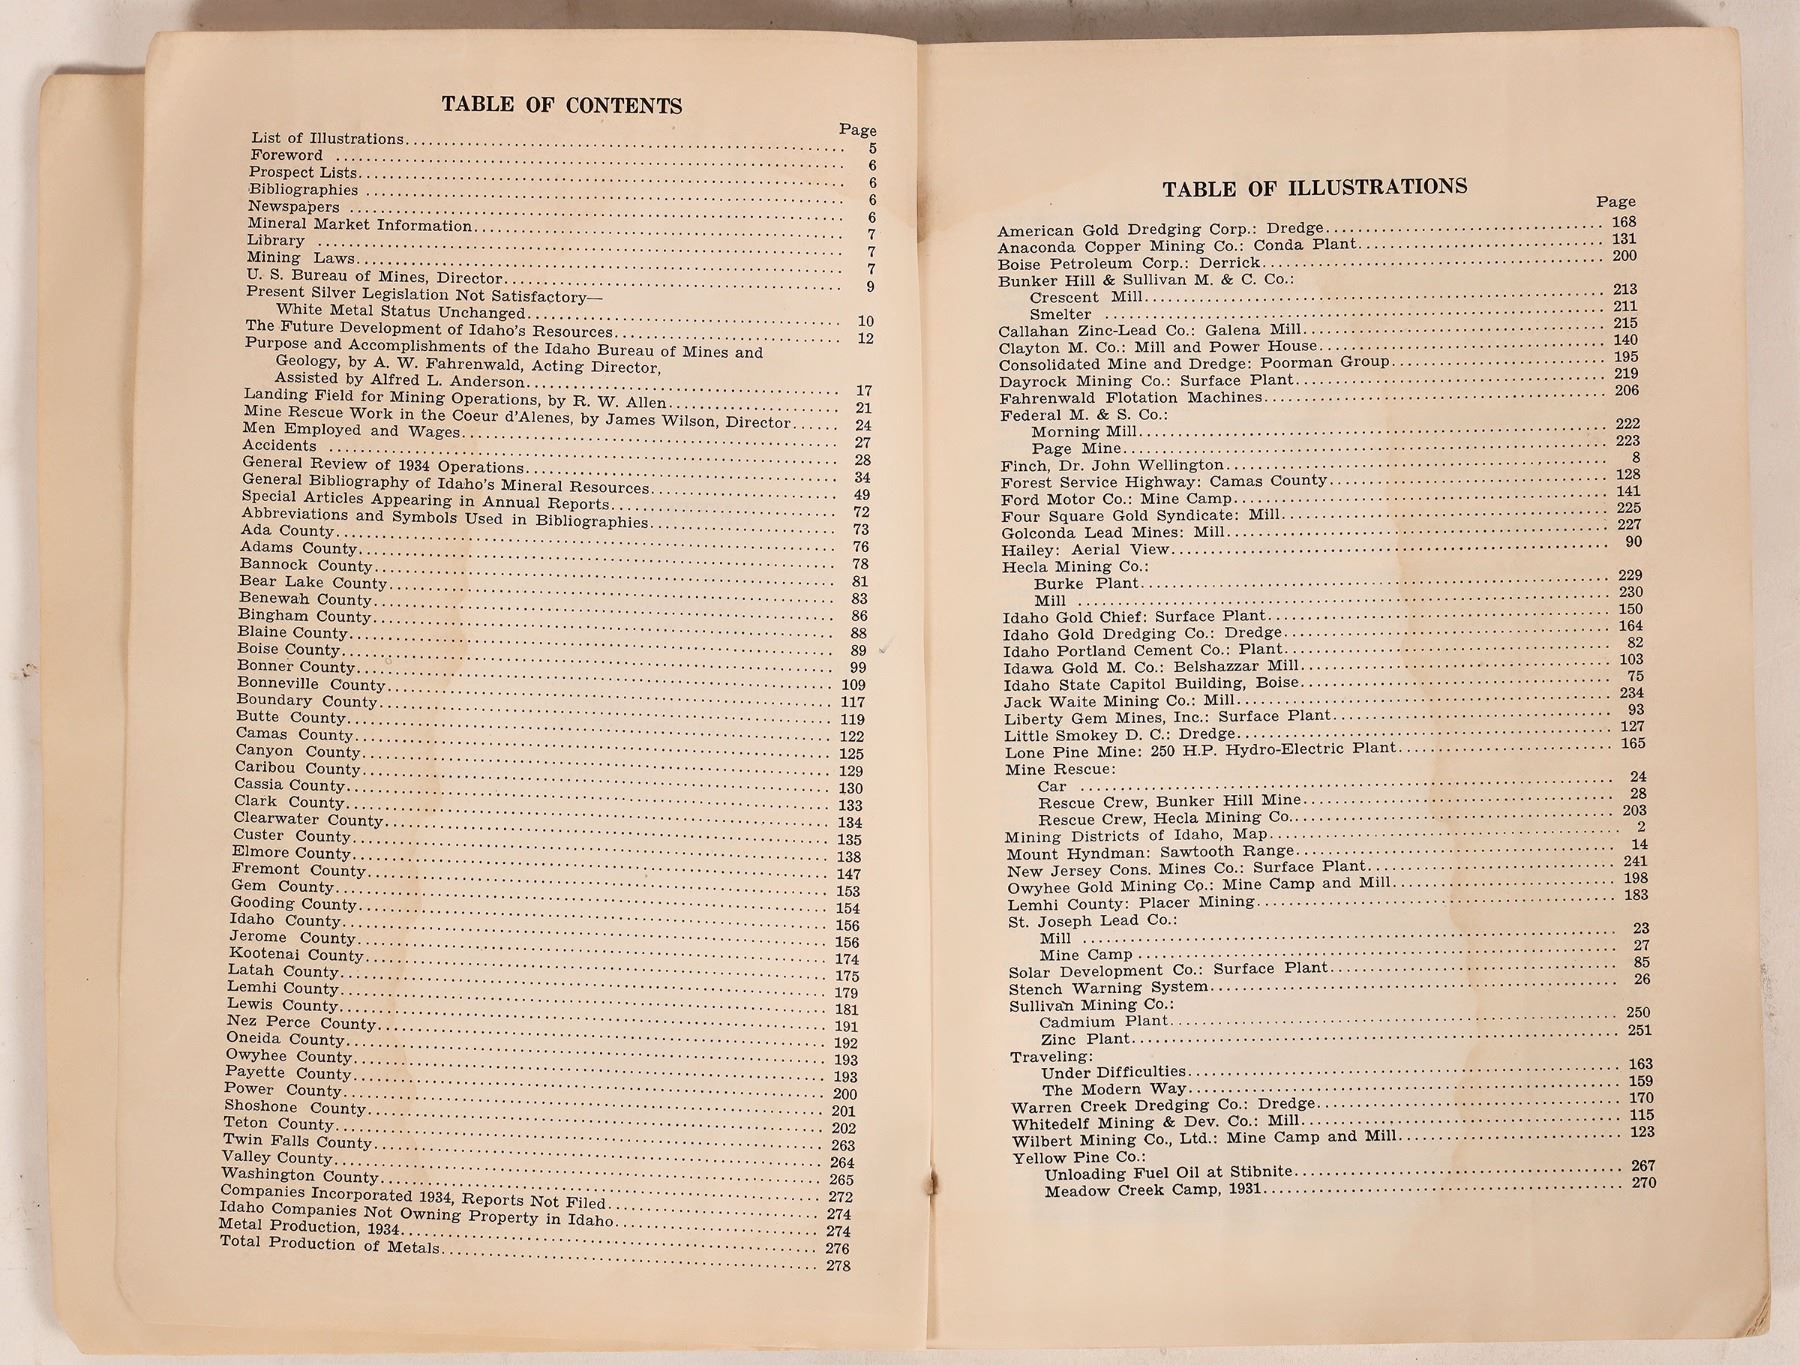 TABLE OF CONTENTS
Page
List of Illustrations 5
Foreword 6
Prospect Lists 6
Bibliographies 6
Newspapers 6
Mineral Market Information 7
Library 7
Mining Laws 7
U. S. Bureau of Mines, Director 9
Present Silver Legislation Not Satisfactory—
White Metal Status Unchanged 10
The Future Development of Idaho's Resources 12
Purpose and Accomplishments of the Idaho Bureau of Mines and
Geology, by A. W. Fahrenwald, Acting Director,
Assisted by Alfred L. Anderson 17
Landing Field for Mining Operations, by R. W. Allen 21
Mine Rescue Work in the Coeur d'Alenes, by James Wilson, Director 24
Men Employed and Wages 27
Accidents 28
General Review of 1934 Operations 34
General Bibliography of Idaho's Mineral Resources 49
Special Articles Appearing in Annual Reports 72
Abbreviations and Symbols Used in Bibliographies 73
Ada County 76
Adams County 78
Bannock County 81
Bear Lake County 83
Benewah County 86
Bingham County 88
Blaine County 89
Boise County 99
Bonner County 109
Bonneville County 117
Boundary County 119
Butte County 122
Camas County 125
Canyon County 129
Caribou County 130
Cassia County 133
Clark County 134
Clearwater County 135
Custer County 138
Elmore County 147
Fremont County 153
Gem County 154
Gooding County 156
Idaho County 156
Jerome County 174
Kootenai County 175
Latah County 179
Lemhi County 181
Lewis County 191
Nez Perce County 192
Oneida County 193
Owyhee County 193
Payette County 200
Power County 201
Shoshone County 202
Teton County 263
Twin Falls County 264
Valley County 265
Washington County 272
Companies Incorporated 1934, Reports Not Filed 274
Idaho Companies Not Owning Property in Idaho 274
Metal Production, 1934 276
Total Production of Metals 278
TABLE OF ILLUSTRATIONS
Page
American Gold Dredging Corp.: Dredge 168
Anaconda Copper Mining Co.: Conda Plant 131
Boise Petroleum Corp.: Derrick 200
Bunker Hill & Sullivan M. & C. Co.:
Crescent Mill 213
Smelter 211
Callahan Zinc-Lead Co.: Galena Mill 215
Clayton M. Co.: Mill and Power House 140
Consolidated Mine and Dredge: Poorman Group 195
Dayrock Mining Co.: Surface Plant 219
Fahrenwald Flotation Machines 206
Federal M. & S. Co.:
Morning Mill 222
Page Mine 223
Finch, Dr. John Wellington 8
Forest Service Highway: Camas County 128
Ford Motor Co.: Mine Camp 141
Four Square Gold Syndicate: Mill 225
Golconda Lead Mines: Mill 227
Hailey: Aerial View 90
Hecla Mining Co.:
Burke Plant 229
Mill 230
Idaho Gold Chief: Surface Plant 150
Idaho Gold Dredging Co.: Dredge 164
Idaho Portland Cement Co.: Plant 82
Idawa Gold M. Co.: Belshazzar Mill 103
Idaho State Capitol Building, Boise 75
Jack Waite Mining Co.: Mill 234
Liberty Gem Mines, Inc.: Surface Plant 93
Little Smokey D. C.: Dredge 127
Lone Pine Mine: 250 H.P. Hydro-Electric Plant 165
Mine Rescue:
Car 24
Rescue Crew, Bunker Hill Mine 28
Rescue Crew, Hecla Mining Co. 203
Mining Districts of Idaho, Map 2
Mount Hyndman: Sawtooth Range 14
New Jersey Cons. Mines Co.: Surface Plant 241
Owyhee Gold Mining Co.: Mine Camp and Mill 198
Lemhi County: Placer Mining 183
St. Joseph Lead Co.:
Mill 23
Mine Camp 27
Solar Development Co.: Surface Plant 85
Stench Warning System 26
Sullivan Mining Co.:
Cadmium Plant 250
Zinc Plant 251
Traveling:
Under Difficulties 163
The Modern Way 159
Warren Creek Dredging Co.: Dredge 170
Whitedelf Mining & Dev. Co.: Mill 115
Wilbert Mining Co., Ltd.: Mine Camp and Mill 123
Yellow Pine Co.:
Unloading Fuel Oil at Stibnite 267
Meadow Creek Camp, 1931 270